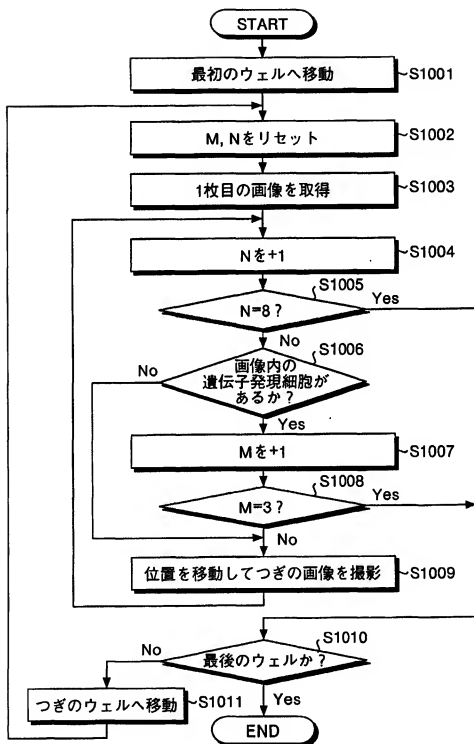 START
最初のウェルへ移動
S1001
M, Nをリセット
S1002
1枚目の画像を取得
S1003
Nを+1
S1004
N=8?
S1005
Yes
No
画像内の
遺伝子発現細胞が
あるか?
S1006
No
Yes
Mを+1
S1007
M=3?
S1008
Yes
No
位置を移動してつぎの画像を撮影
S1009
最後のウェルか?
S1010
No
Yes
つぎのウェルへ移動
S1011
END